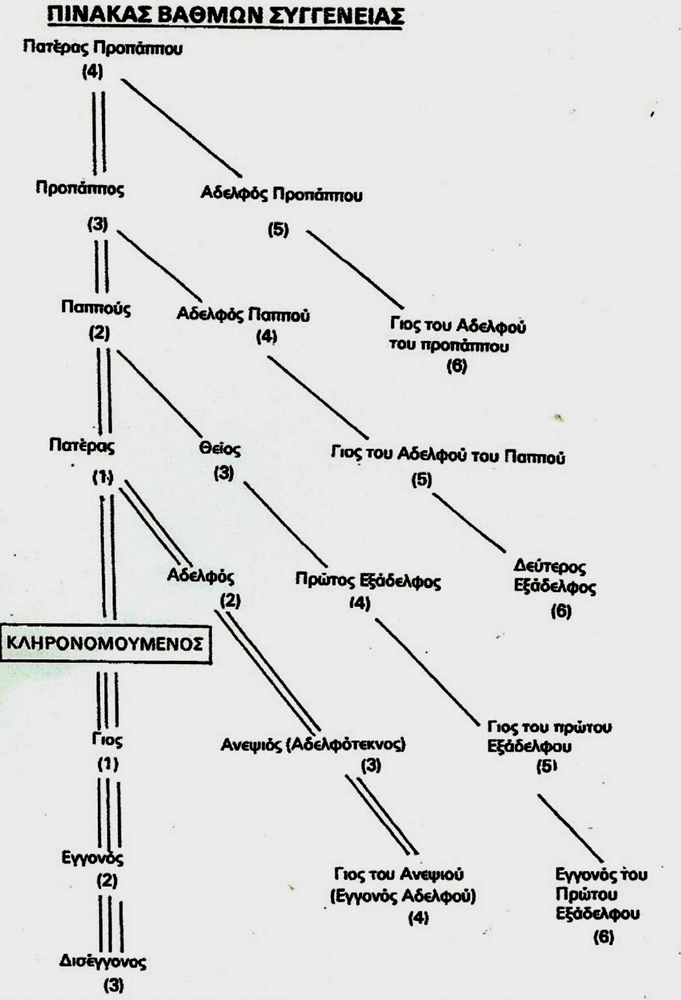 ΠΙΝΑΚΑΣ ΒΑΘΜΩΝ ΣΥΓΓΕΝΕΙΑΣ
Πατέρας Προπάππου
(4)
Προπάππος
(3)
Αδελφός Προπάππου
(5)
Παππούς
(2)
Αδελφός Παππού
(4)
Γιος του Αδελφού
του προπάππου
(6)
Πατέρας
(1)
Θείος
(3)
Γιος του Αδελφού του Παππού
(5)
Αδελφός
(2)
Πρώτος Εξάδελφος
(4)
Δεύτερος
Εξάδελφος
(6)
ΚΛΗΡΟΝΟΜΟΥΜΕΝΟΣ
Γιος
(1)
Ανεψιός (Αδελφότεκνος)
(3)
Γιος του πρώτου
Εξάδελφου
(5)
Εγγονός
(2)
Γιος του Ανεψιού
(Εγγονός Αδελφού)
(4)
Εγγονός του
Πρώτου
Εξάδελφου
(6)
Δισέγγονος
(3)